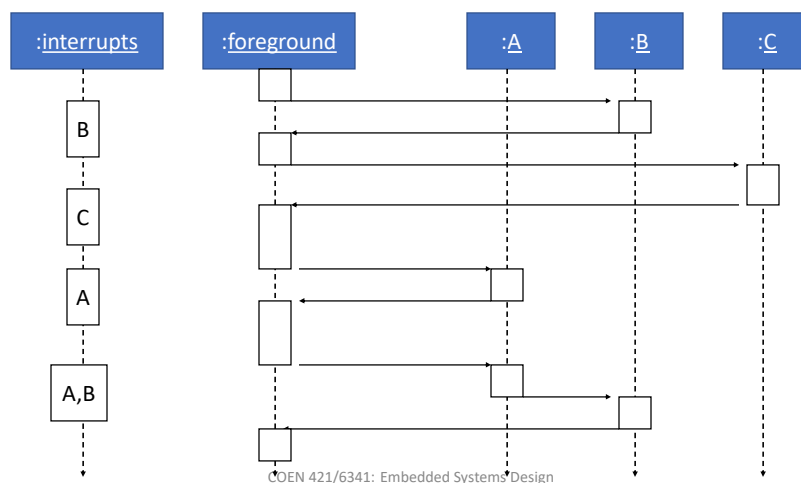 :interrupts :foreground :A :B :C
B
C
A
A,B
COEN 421/6341: Embedded Systems Design